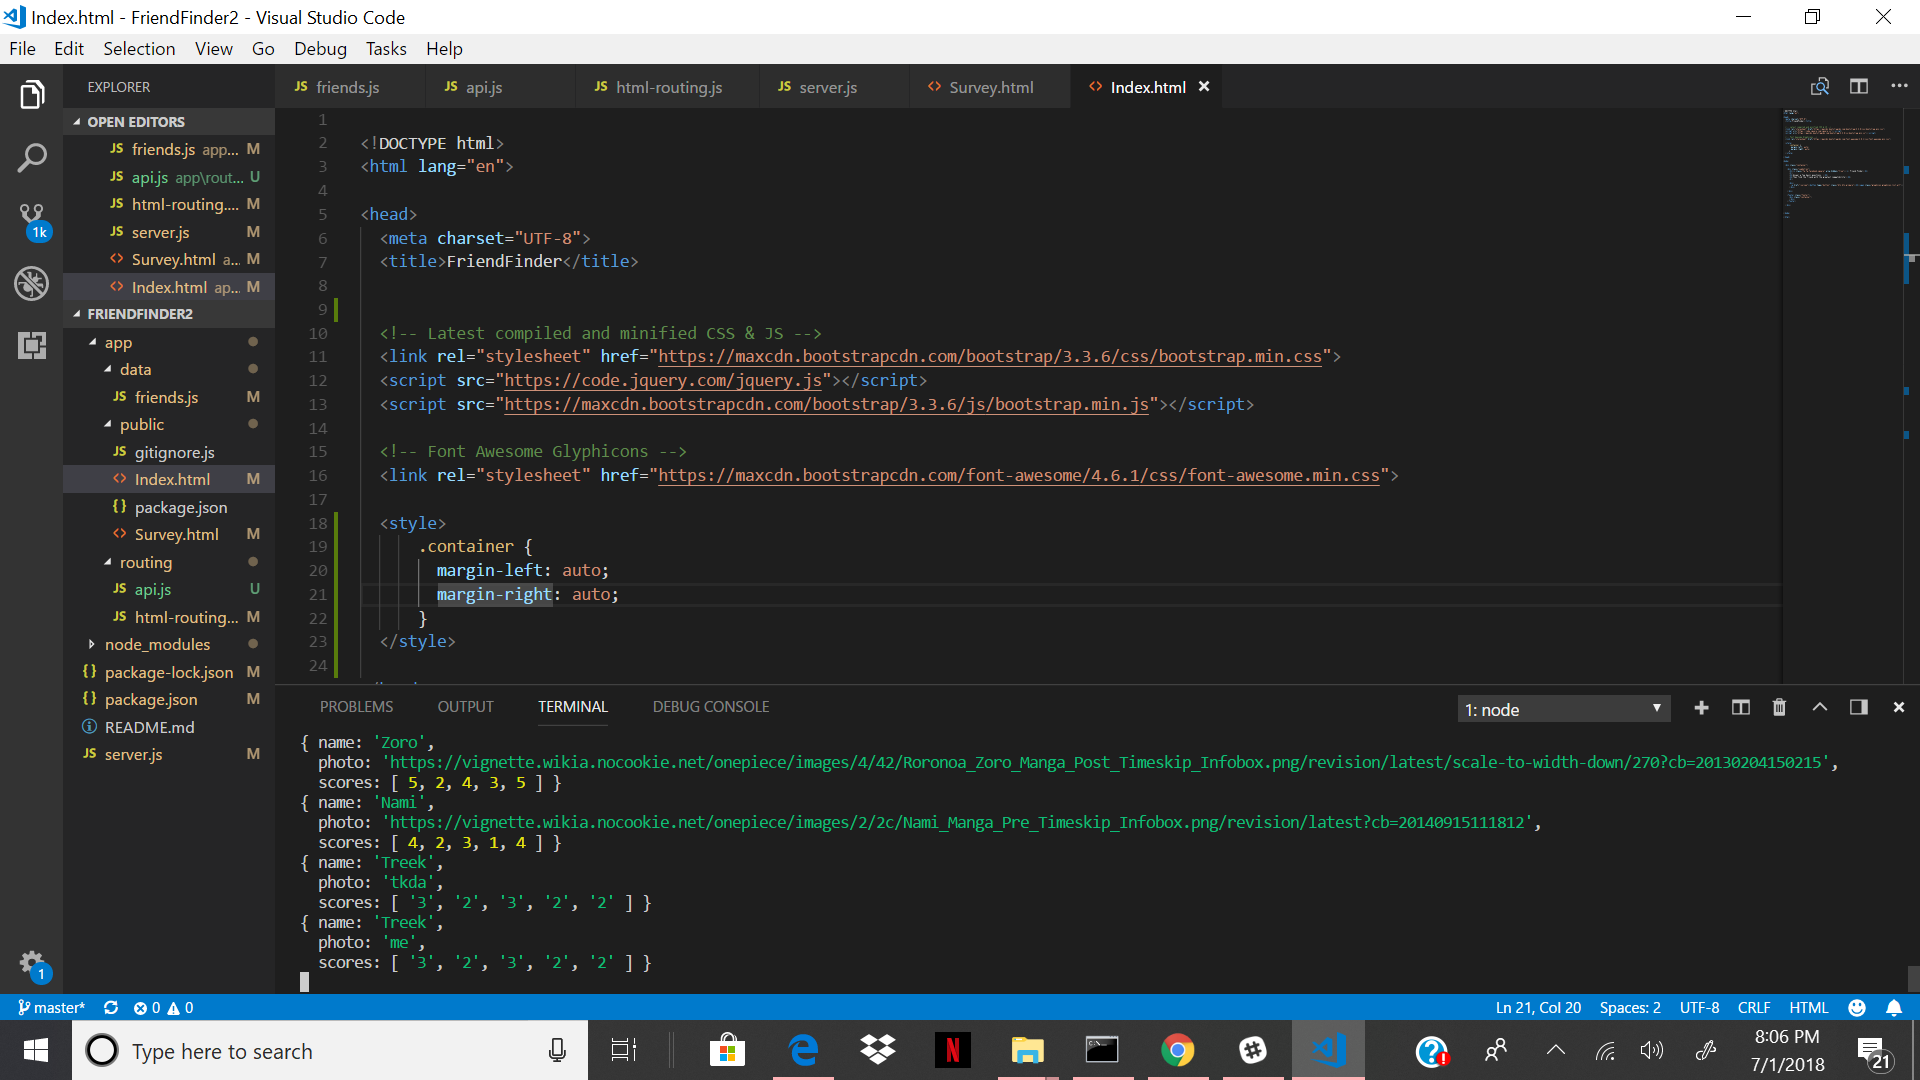 Index.html - FriendFinder2 - Visual Studio Code
File Edit Selection View Go Debug Tasks Help
EXPLORER
OPEN EDITORS
JS friends.js app... M
JS api.js app\rout... U
JS html-routing.... M
JS server.js M
<> Survey.html a... M
<> Index.html ap... M
FRIENDFINDER2
app
data
JS friends.js M
public
JS gitignore.js
<> Index.html M
{} package.json
<> Survey.html M
routing
JS api.js U
JS html-routing... M
node_modules
{} package-lock.json M
{} package.json M
README.md
JS server.js M
1k
1
JS friends.js JS api.js JS html-routing.js JS server.js <> Survey.html <> Index.html
1
2 <!DOCTYPE html>
3 <html lang="en">
4
5 <head>
6 <meta charset="UTF-8">
7 <title>FriendFinder</title>
8
9
10 <!-- Latest compiled and minified CSS & JS -->
11 <link rel="stylesheet" href="https://maxcdn.bootstrapcdn.com/bootstrap/3.3.6/css/bootstrap.min.css">
12 <script src="https://code.jquery.com/jquery.js"></script>
13 <script src="https://maxcdn.bootstrapcdn.com/bootstrap/3.3.6/js/bootstrap.min.js"></script>
14
15 <!-- Font Awesome Glyphicons -->
16 <link rel="stylesheet" href="https://maxcdn.bootstrapcdn.com/font-awesome/4.6.1/css/font-awesome.min.css">
17
18 <style>
19 .container {
20 margin-left: auto;
21 margin-right: auto;
22 }
23 </style>
24
PROBLEMS OUTPUT TERMINAL DEBUG CONSOLE
1: node
{ name: 'Zoro',
photo: 'https://vignette.wikia.nocookie.net/onepiece/images/4/42/Roronoa_Zoro_Manga_Post_Timeskip_Infobox.png/revision/latest/scale-to-width-down/270?cb=20130204150215',
scores: [ 5, 2, 4, 3, 5 ] }
{ name: 'Nami',
photo: 'https://vignette.wikia.nocookie.net/onepiece/images/2/2c/Nami_Manga_Pre_Timeskip_Infobox.png/revision/latest?cb=20140915111812',
scores: [ 4, 2, 3, 1, 4 ] }
{ name: 'Treek',
photo: 'tkda',
scores: [ '3', '2', '3', '2', '2' ] }
{ name: 'Treek',
photo: 'me',
scores: [ '3', '2', '3', '2', '2' ] }
master* 0 0
Ln 21, Col 20 Spaces: 2 UTF-8 CRLF HTML
Type here to search
N
8:06 PM
7/1/2018
21